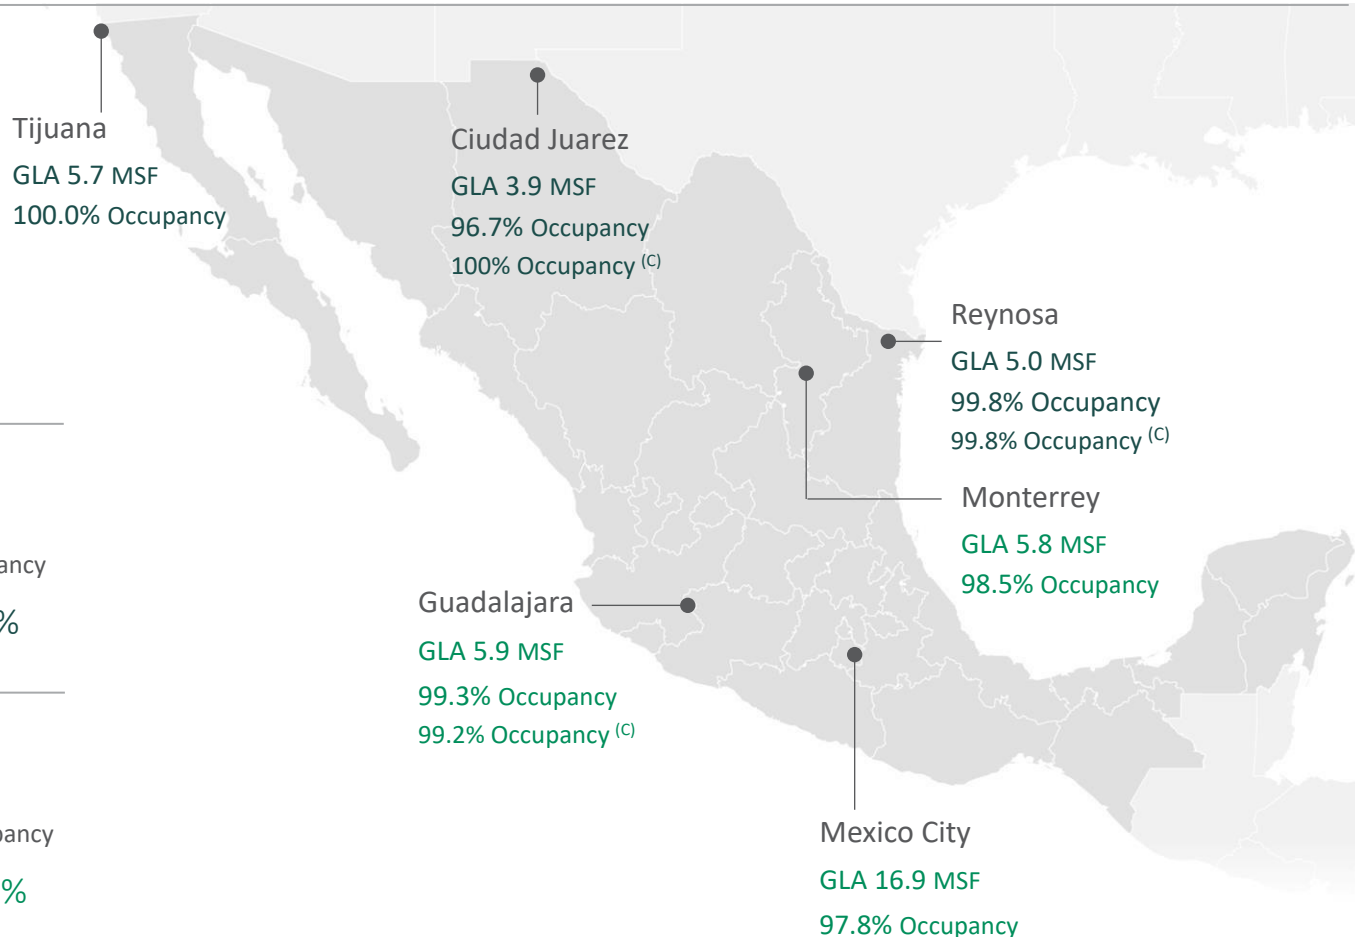 Tijuana
GLA 5.7 MSF
100.0% Occupancy
Ciudad Juarez
GLA 3.9 MSF
96.7% Occupancy
100% Occupancy (C)
Reynosa
GLA 5.0 MSF
99.8% Occupancy
99.8% Occupancy (C)
Monterrey
GLA 5.8 MSF
98.5% Occupancy
Guadalajara
GLA 5.9 MSF
99.3% Occupancy
99.2% Occupancy (C)
Mexico City
GLA 16.9 MSF
97.8% Occupancy
%
%